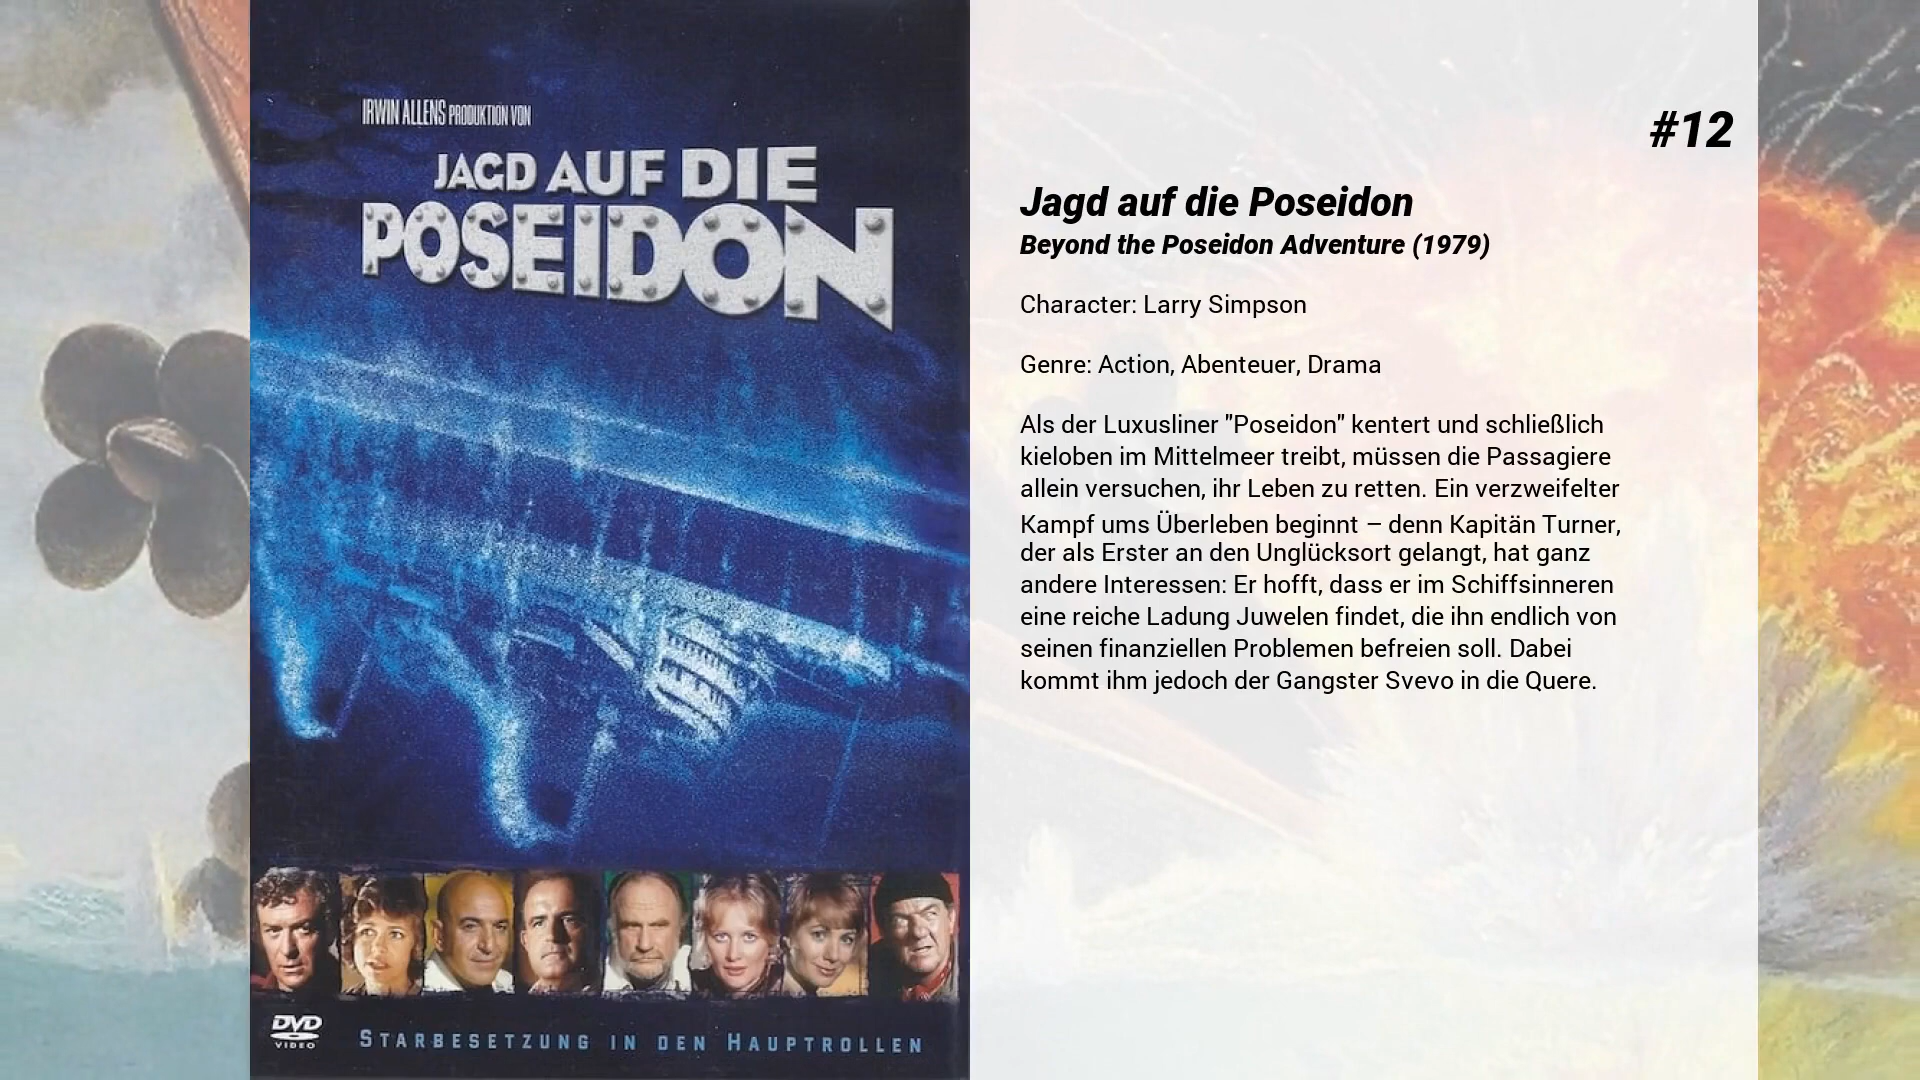 IRWIN ALLENS PRODUKTION VON
JAGD AUF DIE
POSEIDON
DVD
VIDEO
STARBESETZUNG IN DEN HAUPTROLLEN
#12
Jagd auf die Poseidon
Beyond the Poseidon Adventure (1979)
Character: Larry Simpson
Genre: Action, Abenteuer, Drama
Als der Luxusliner "Poseidon" kentert und schließlich
kieloben im Mittelmeer treibt, müssen die Passagiere
allein versuchen, ihr Leben zu retten. Ein verzweifelter
Kampf ums Überleben beginnt – denn Kapitän Turner,
der als Erster an den Unglücksort gelangt, hat ganz
andere Interessen: Er hofft, dass er im Schiffsinneren
eine reiche Ladung Juwelen findet, die ihn endlich von
seinen finanziellen Problemen befreien soll. Dabei
kommt ihm jedoch der Gangster Svevo in die Quere.